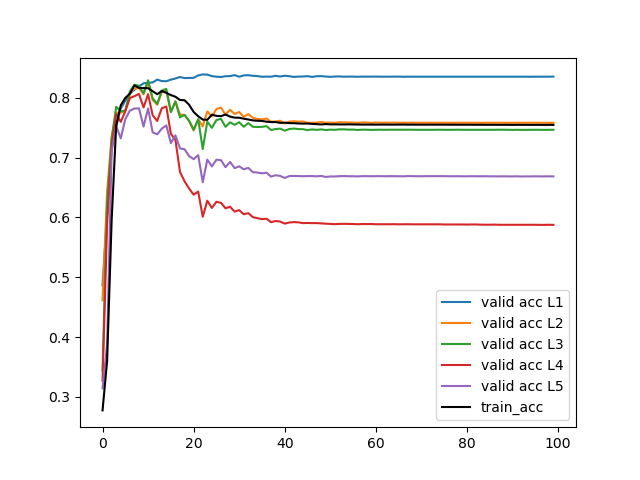 0.8
0.7
0.6
0.5
0.4
0.3
0
20
40
60
80
100
valid acc L1
valid acc L2
valid acc L3
valid acc L4
valid acc L5
train_acc